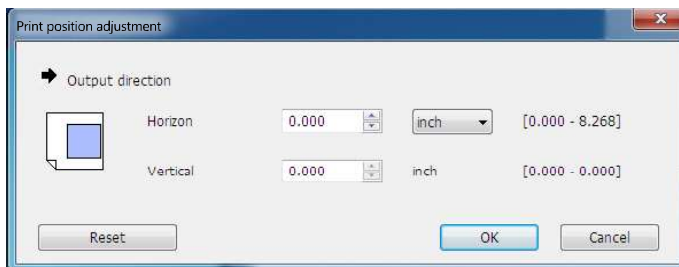 Print position adjustment
Output direction
Horizon 0.000 inch [0.000 - 8.268]
Vertical 0.000 inch [0.000 - 0.000]
Reset OK Cancel